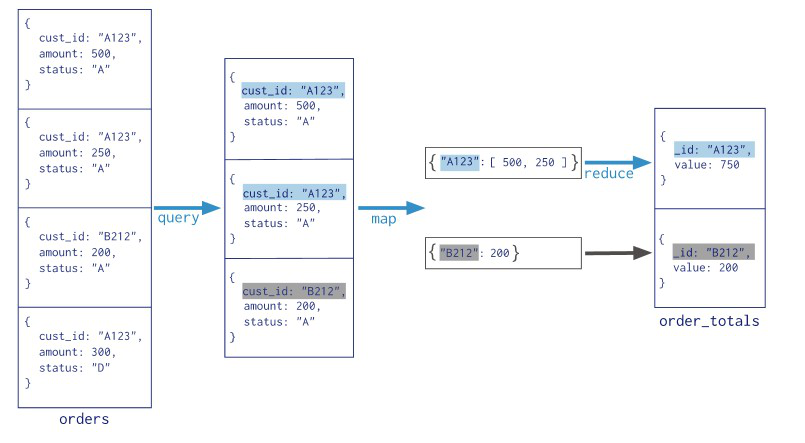 {
cust_id: "A123",
amount: 500,
status: "A"
}
{
cust_id: "A123",
amount: 250,
status: "A"
}
{
cust_id: "B212",
amount: 200,
status: "A"
}
{
cust_id: "A123",
amount: 300,
status: "D"
}
orders
query
{
cust_id: "A123",
amount: 500,
status: "A"
}
{
cust_id: "A123",
amount: 250,
status: "A"
}
{
cust_id: "B212",
amount: 200,
status: "A"
}
map
{"A123": [ 500, 250 ]}
{"B212": 200}
reduce
{
_id: "A123",
value: 750
}
{
_id: "B212",
value: 200
}
order_totals